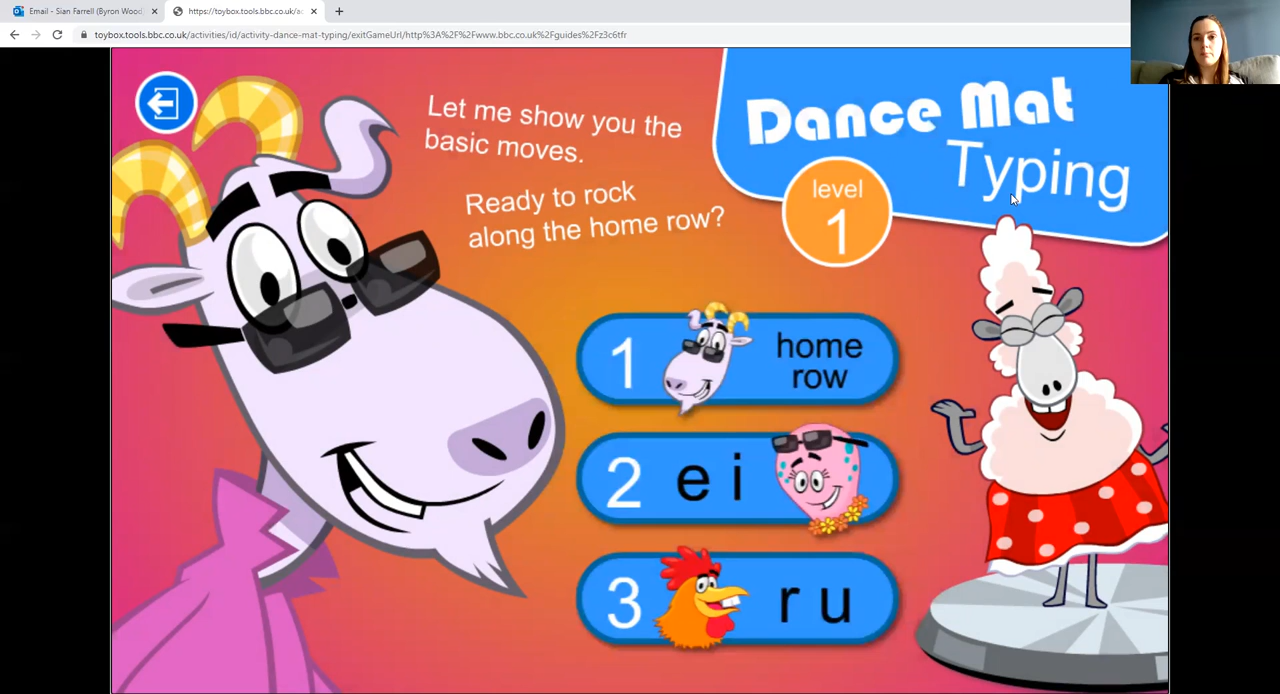 Email - Sian Farrell (Byron Wood)
https://toybox.tools.bbc.co.uk/ac
toybox.tools.bbc.co.uk/activities/id/activity-dance-mat-typing/exitGameUrl/http%3A%2F%2Fwww.bbc.co.uk%2Fguides%2Fz3c6tfr
Let me show you the
basic moves.
Ready to rock
along the home row?
Dance Mat
Typing
level
1
1 home
row
2 e i
3 r u